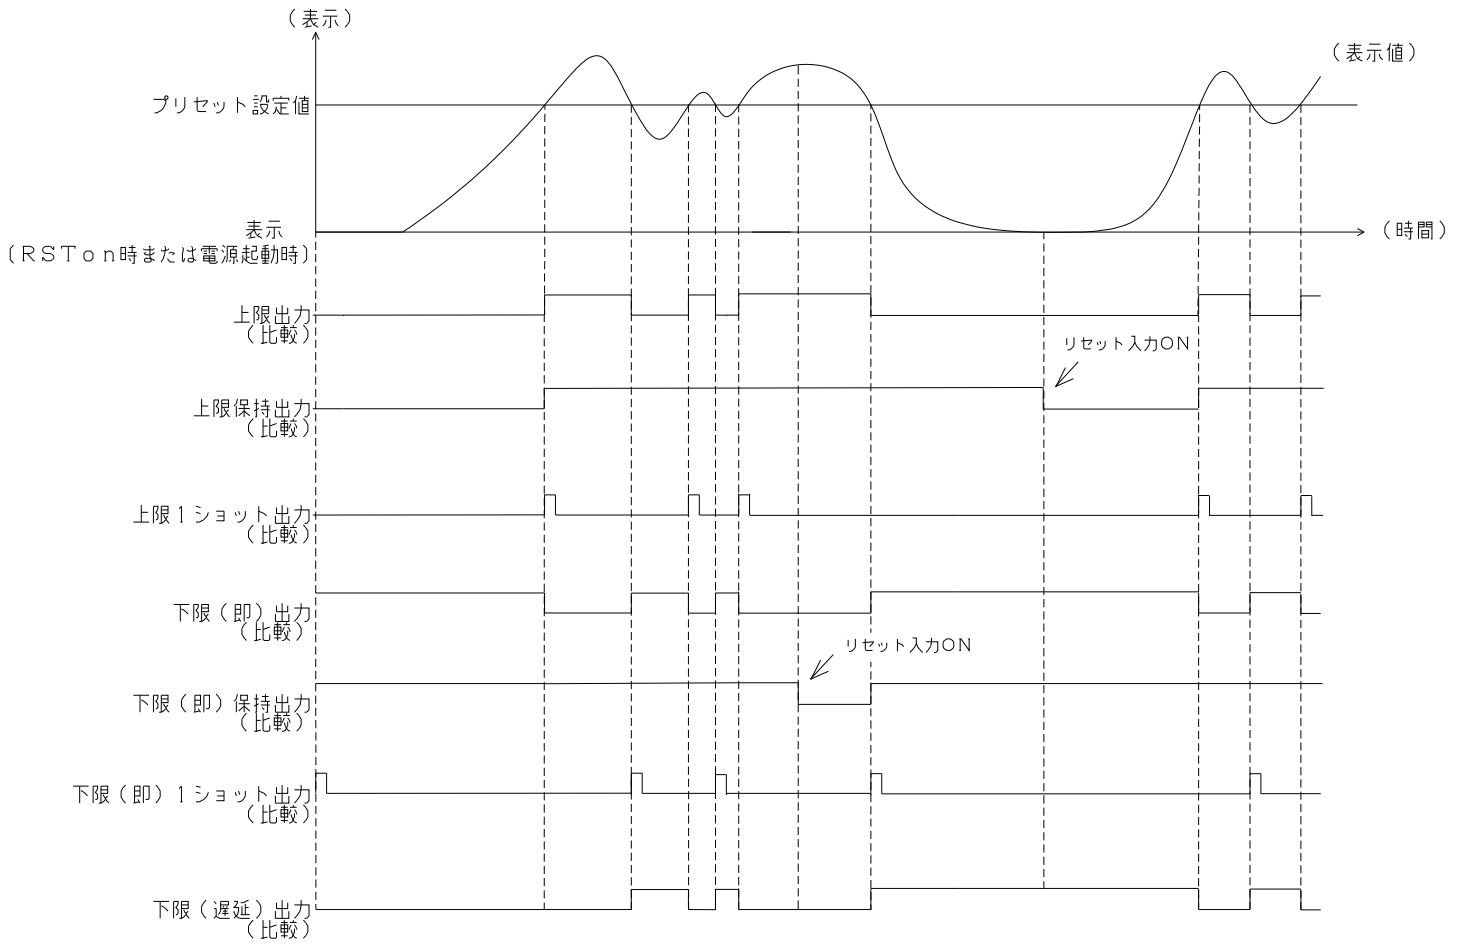 （表示）
（表示値）
プリセット設定値
表示
（時間）
〔ＲＳＴｏｎ時または電源起動時〕
上限出力
（比較）
リセット入力ON
上限保持出力
（比較）
上限１ショット出力
（比較）
下限（即）出力
（比較）
リセット入力ON
下限（即）保持出力
（比較）
下限（即）１ショット出力
（比較）
下限（遅延）出力
（比較）